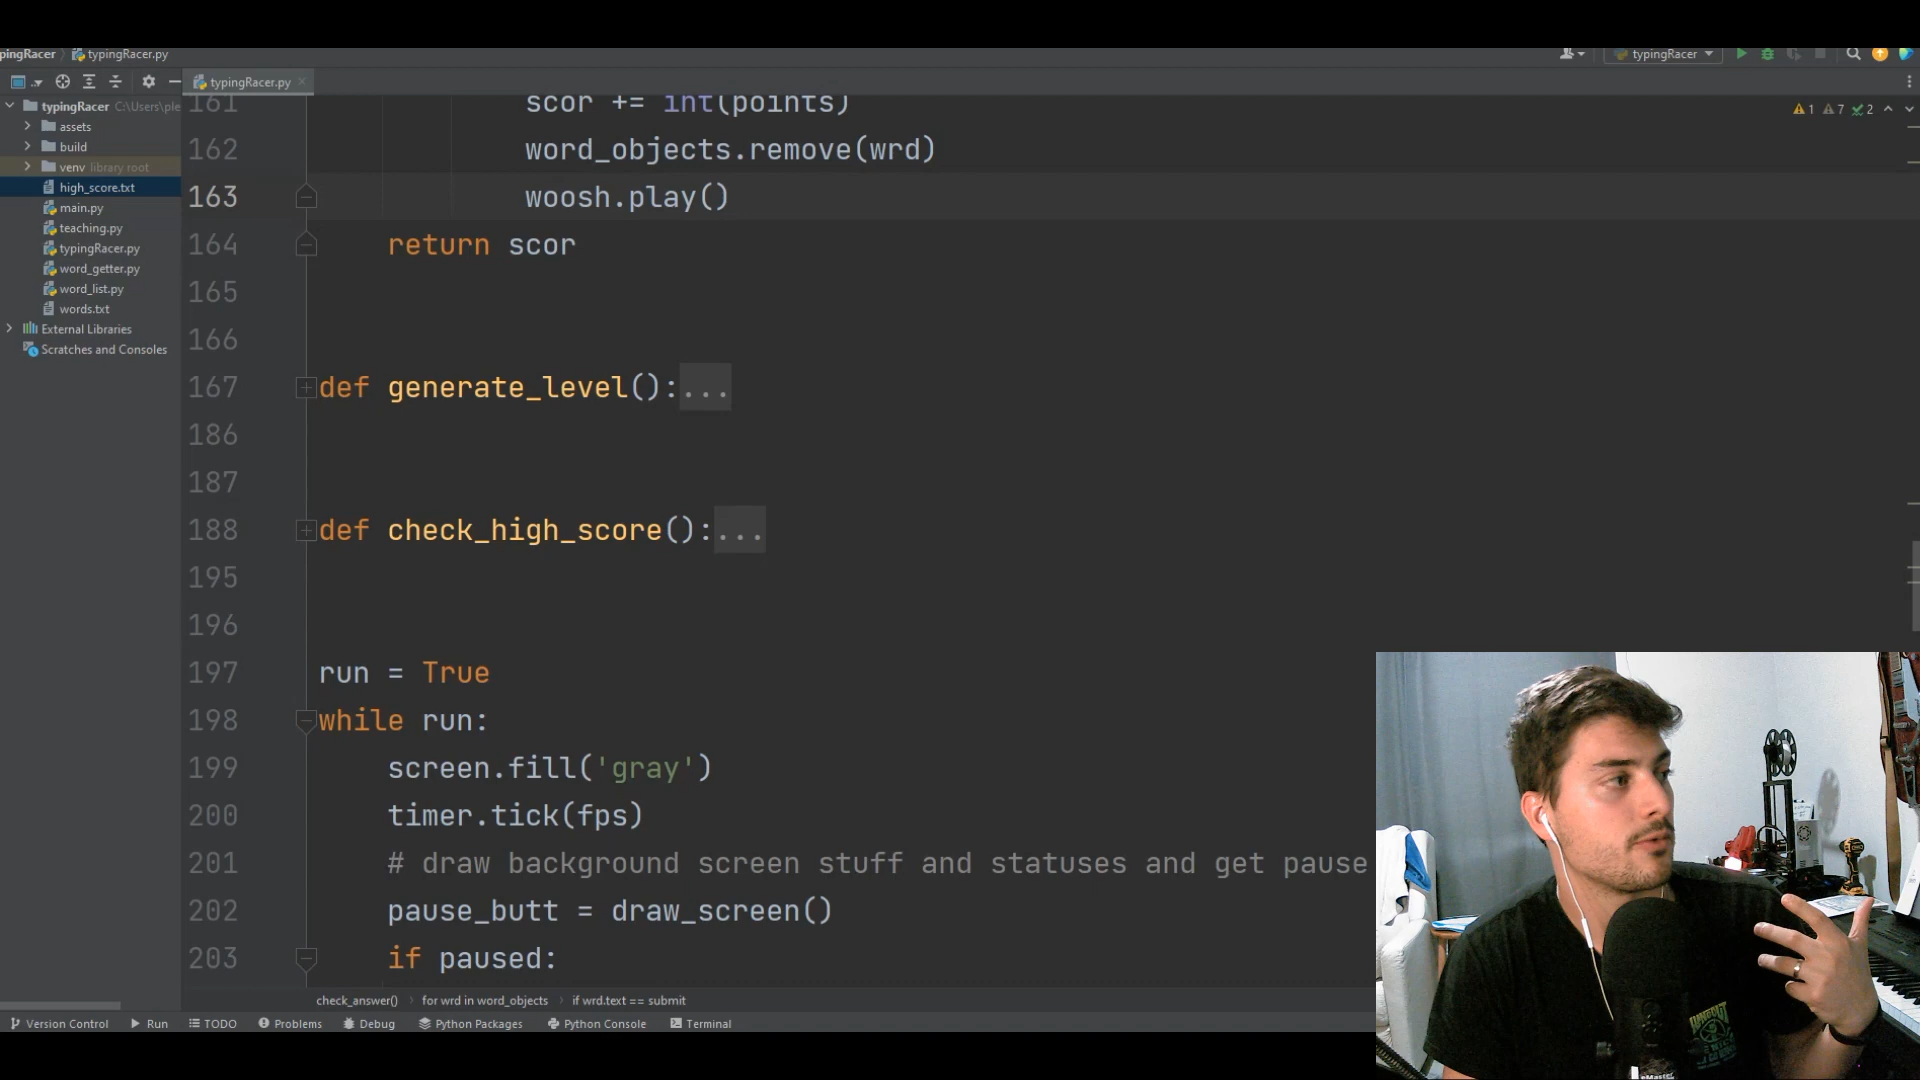 pingRacer typingRacer.py
typingRacer
typingRacer.py
typingRacer C:\Users\ple
assets
build
venv library root
high_score.txt
main.py
teaching.py
typingRacer.py
word_getter.py
word_list.py
words.txt
External Libraries
Scratches and Consoles
1 7 2
161 scor += int(points)
162 word_objects.remove(wrd)
163 woosh.play()
164 return scor
165
166
167 def generate_level():...
186
187
188 def check_high_score():...
195
196
197 run = True
198 while run:
199 screen.fill('gray')
200 timer.tick(fps)
201 # draw background screen stuff and statuses and get pause
202 pause_butt = draw_screen()
203 if paused:
check_answer() for wrd in word_objects if wrd.text == submit
Version Control Run TODO Problems Debug Python Packages Python Console Terminal